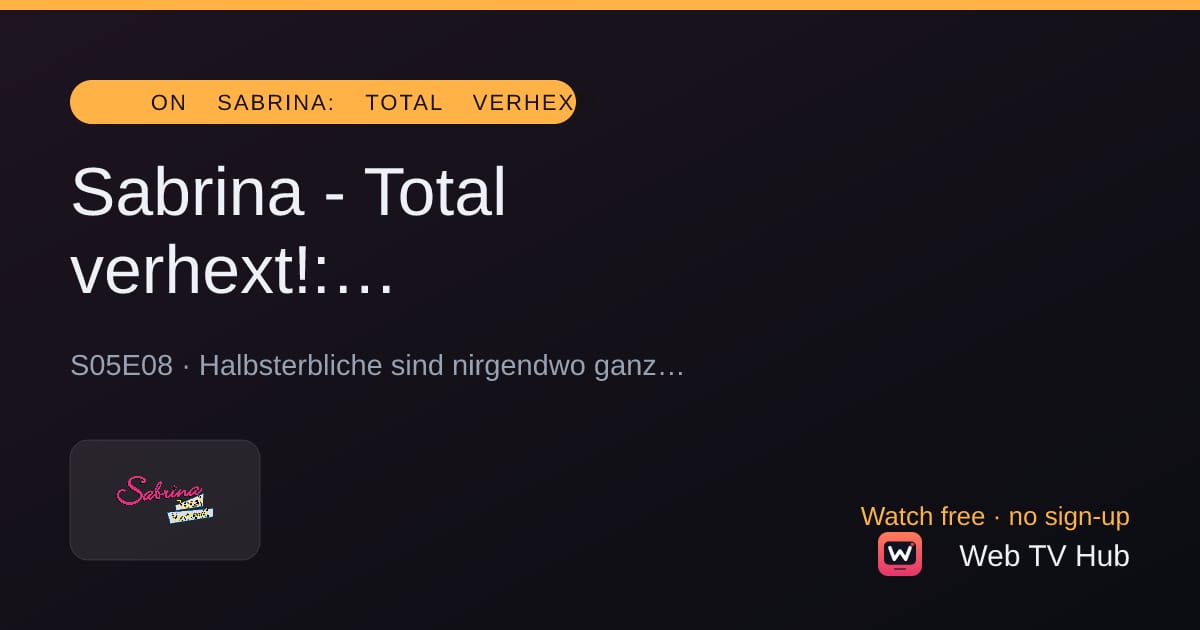 ON SABRINA: TOTAL VERHEX
Sabrina - Total
verhext!:…
S05E08 · Halbsterbliche sind nirgendwo ganz…
Sabrina
Watch free · no sign-up
W
Web TV Hub